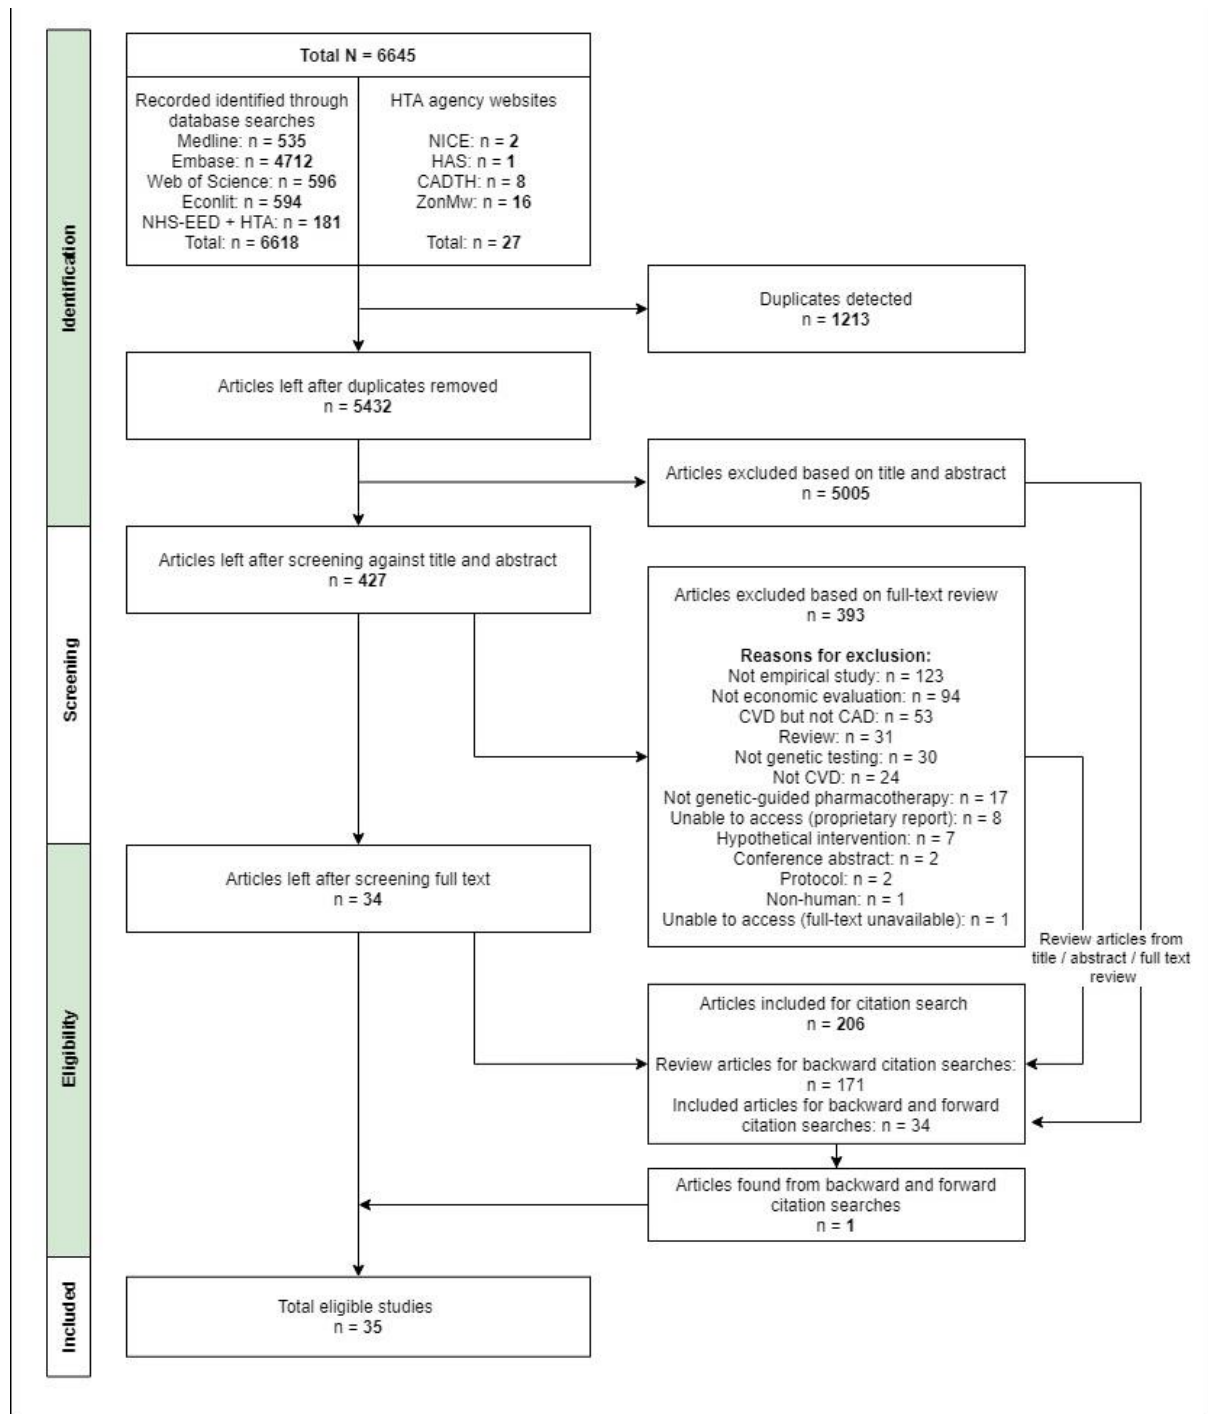 Total N = 6645
Recorded identified through
database searches
Medline: n = 535
Embase: n = 4712
Web of Science: n = 596
Econlit: n = 594
NHS-EED + HTA: n = 181
Total: n = 6618
HTA agency websites
NICE: n = 2
HAS: n = 1
CADTH: n = 8
ZonMw: n = 16
Total: n = 27
Identification
Duplicates detected
n = 1213
Articles left after duplicates removed
n = 5432
Articles excluded based on title and abstract
n = 5005
Screening
Articles left after screening against title and abstract
n = 427
Articles excluded based on full-text review
n = 393
Reasons for exclusion:
Not empirical study: n = 123
Not economic evaluation: n = 94
CVD but not CAD: n = 53
Review: n = 31
Not genetic testing: n = 30
Not CVD: n = 24
Not genetic-guided pharmacotherapy: n = 17
Unable to access (proprietary report): n = 8
Hypothetical intervention: n = 7
Conference abstract: n = 2
Protocol: n = 2
Non-human: n = 1
Unable to access (full-text unavailable): n = 1
Eligibility
Articles left after screening full text
n = 34
Review articles from
title / abstract / full text
review
Articles included for citation search
n = 206
Review articles for backward citation searches:
n = 171
Included articles for backward and forward
citation searches: n = 34
Articles found from backward and forward
citation searches
n = 1
Included
Total eligible studies
n = 35